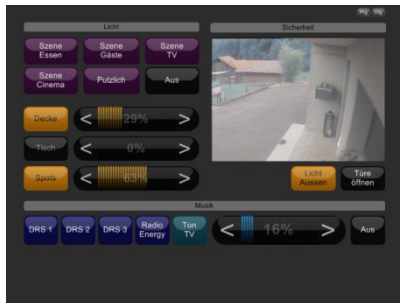 Licht
Sicherheit
Szene Essen
Szene Gäste
Szene TV
Szene Cinema
Putzlich
Aus
Decke
< 29% >
Tisch
< 0% >
Spots
< 63% >
Licht Aussen
Türe öffnen
Musik
DRS 1
DRS 2
DRS 3
Radio Energy
Ton TV
< 16% >
Aus